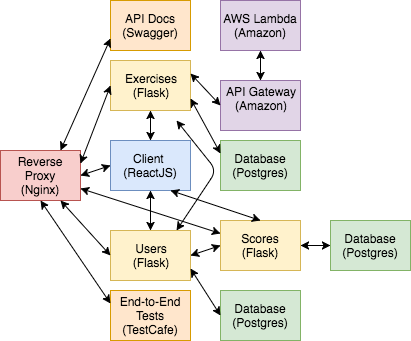 API Docs
(Swagger)
AWS Lambda
(Amazon)
Exercises
(Flask)
API Gateway
(Amazon)
Reverse
Proxy
(Nginx)
Client
(ReactJS)
Database
(Postgres)
Users
(Flask)
Scores
(Flask)
Database
(Postgres)
End-to-End
Tests
(TestCafe)
Database
(Postgres)